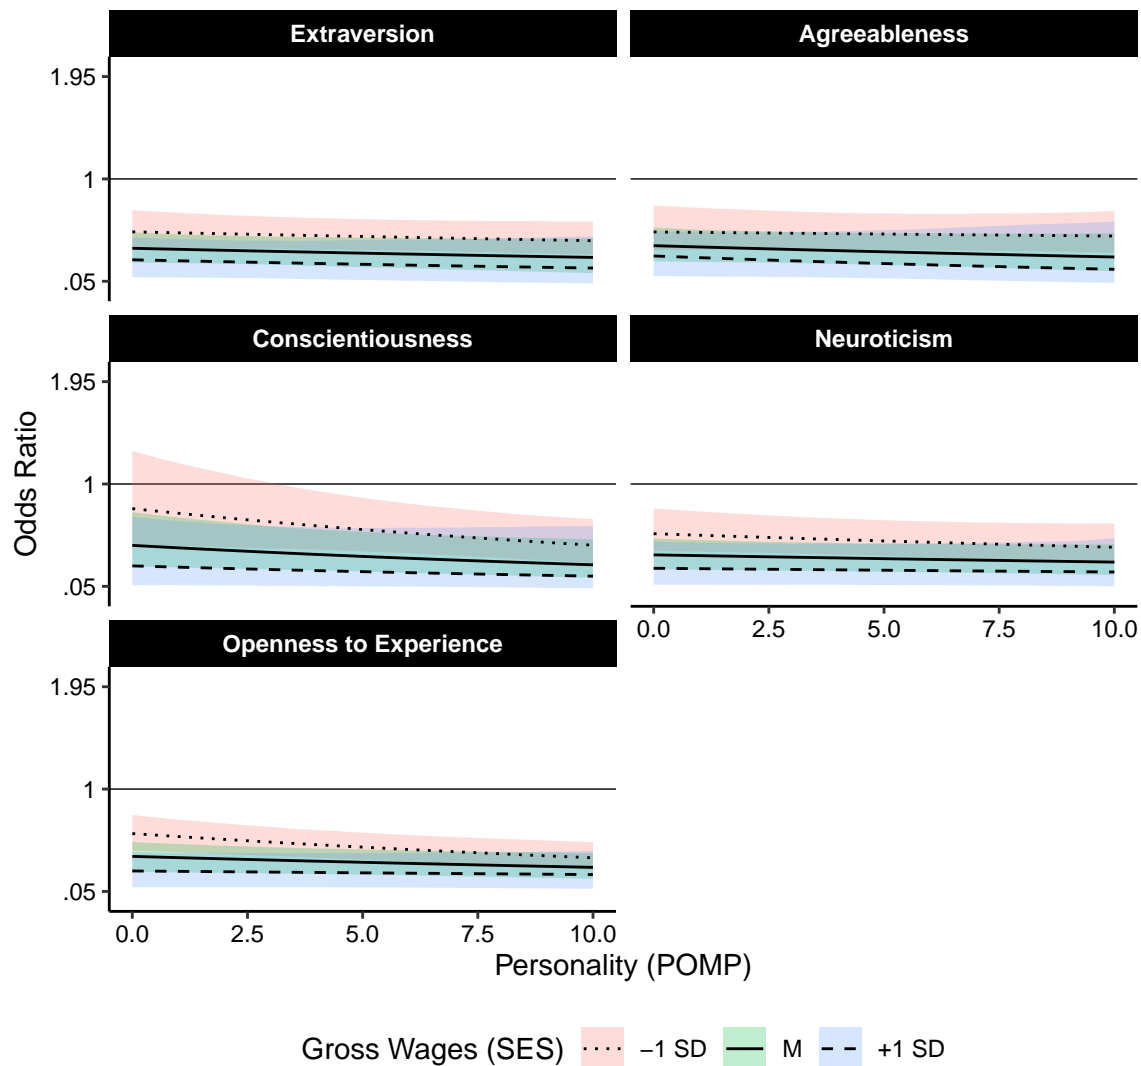 Extraversion
Agreeableness
1.95
1
.05
Conscientiousness
Neuroticism
1.95
1
.05
0.0 2.5 5.0 7.5 10.0
Openness to Experience
1.95
1
.05
0.0 2.5 5.0 7.5 10.0
Odds Ratio
Personality (POMP)
Gross Wages (SES) −1 SD M +1 SD